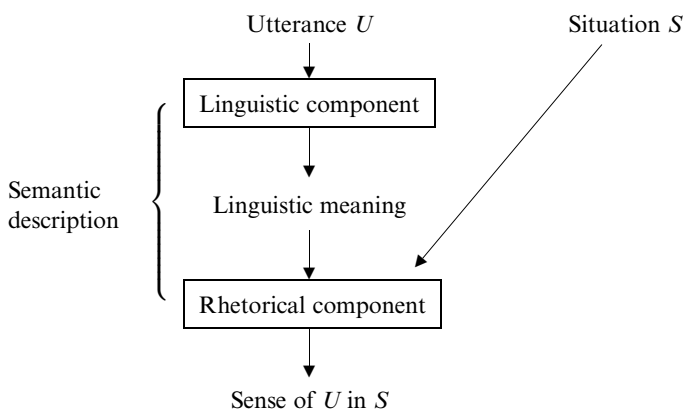 Utterance U
Situation S
Linguistic component
Semantic
description
Linguistic meaning
Rhetorical component
Sense of U in S